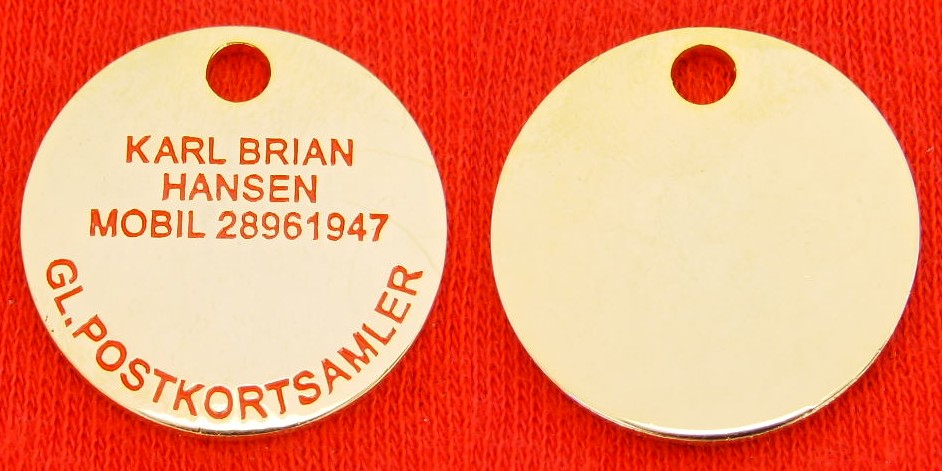 KARL BRIAN
HANSEN
MOBIL 28961947
GL.POSTKORTSAMLER